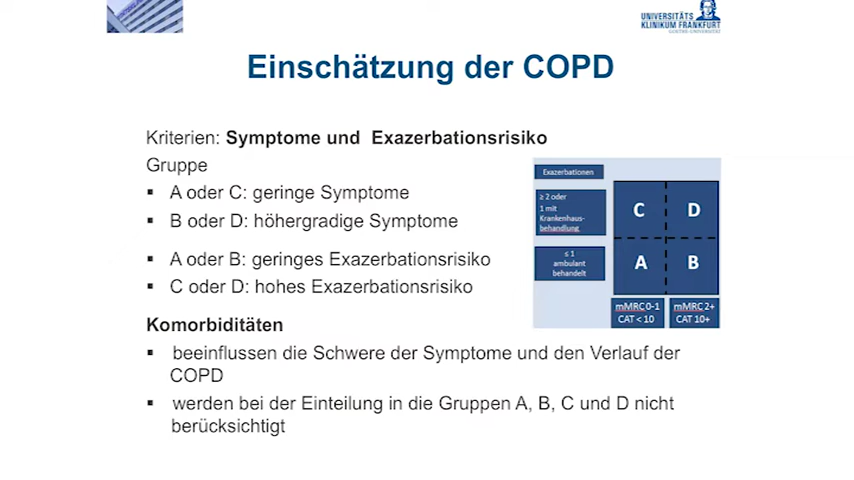 UNIVERSITÄTS
KLINIKUM FRANKFURT
GOETHE-UNIVERSITÄT
Einschätzung der COPD
Kriterien: Symptome und Exazerbationsrisiko
Gruppe
▪ A oder C: geringe Symptome
▪ B oder D: höhergradige Symptome
▪ A oder B: geringes Exazerbationsrisiko
▪ C oder D: hohes Exazerbationsrisiko
Komorbiditäten
▪ beeinflussen die Schwere der Symptome und den Verlauf der
COPD
▪ werden bei der Einteilung in die Gruppen A, B, C und D nicht
berücksichtigt
Exazerbationen
≥ 2 oder
1 mit
Krankenhaus-
behandlung
C D
≤ 1
ambulant
behandelt
A B
mMRC 0-1
CAT < 10
mMRC 2+
CAT 10+